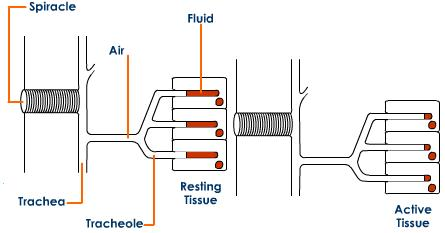 Spiracle
Fluid
Air
Trachea
Tracheole
Resting
Tissue
Active
Tissue